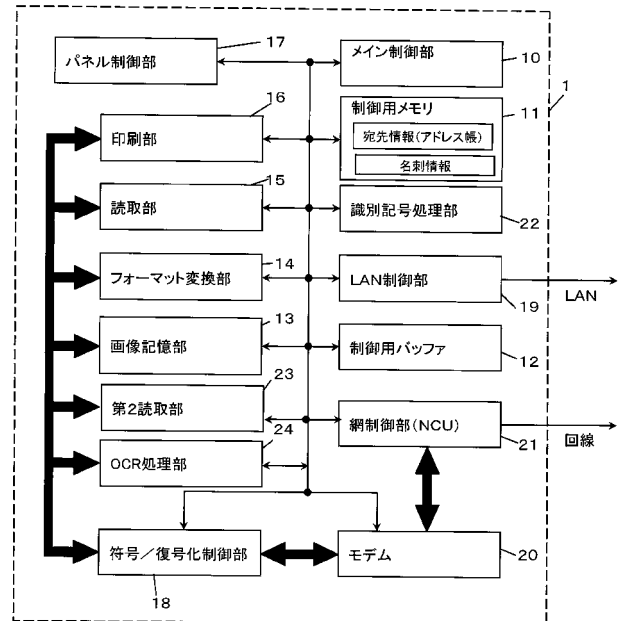 17
パネル制御部
メイン制御部
10
1
16
印刷部
制御用メモリ
11
宛先情報(アドレス帳)
名刺情報
15
読取部
識別記号処理部
22
14
フォーマット変換部
LAN制御部
19
LAN
13
画像記憶部
制御用バッファ
12
23
第2読取部
網制御部(NCU)
21
回線
24
OCR処理部
符号/復号化制御部
18
モデム
20